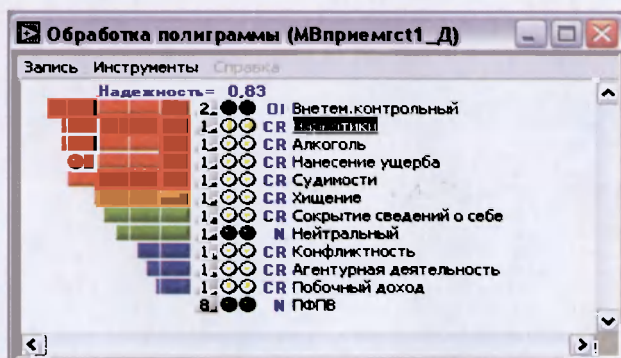 Обработка полиграммы (МВприемгст1_Д)
Запись Инструменты Справка
Надежность= 0,83
2 OI Внетем.контрольный
1 CR
1 CR Алкоголь
1 CR Нанесение ущерба
1 CR Судимости
1 CR Хищение
1 CR Сокрытие сведений о себе
1 N Нейтральный
1 CR Конфликтность
1 CR Агентурная деятельность
1 CR Побочный доход
8 N ПФПВ